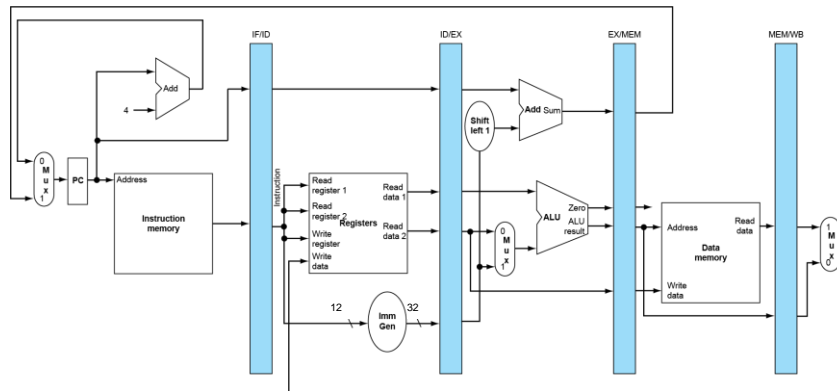 IF/ID
ID/EX
EX/MEM
MEM/WB
Add
4
Add Sum
Shift
left 1
0
M
u
x
1
PC
Address
Instruction
memory
Instruction
Read
register 1
Read
register 2
Write
register
Write
data
Registers
Read
data 1
Read
data 2
0
M
u
x
1
Zero
ALU
ALU
result
Address
Read
data
Data
memory
Write
data
1
M
u
x
0
12
Imm
Gen
32